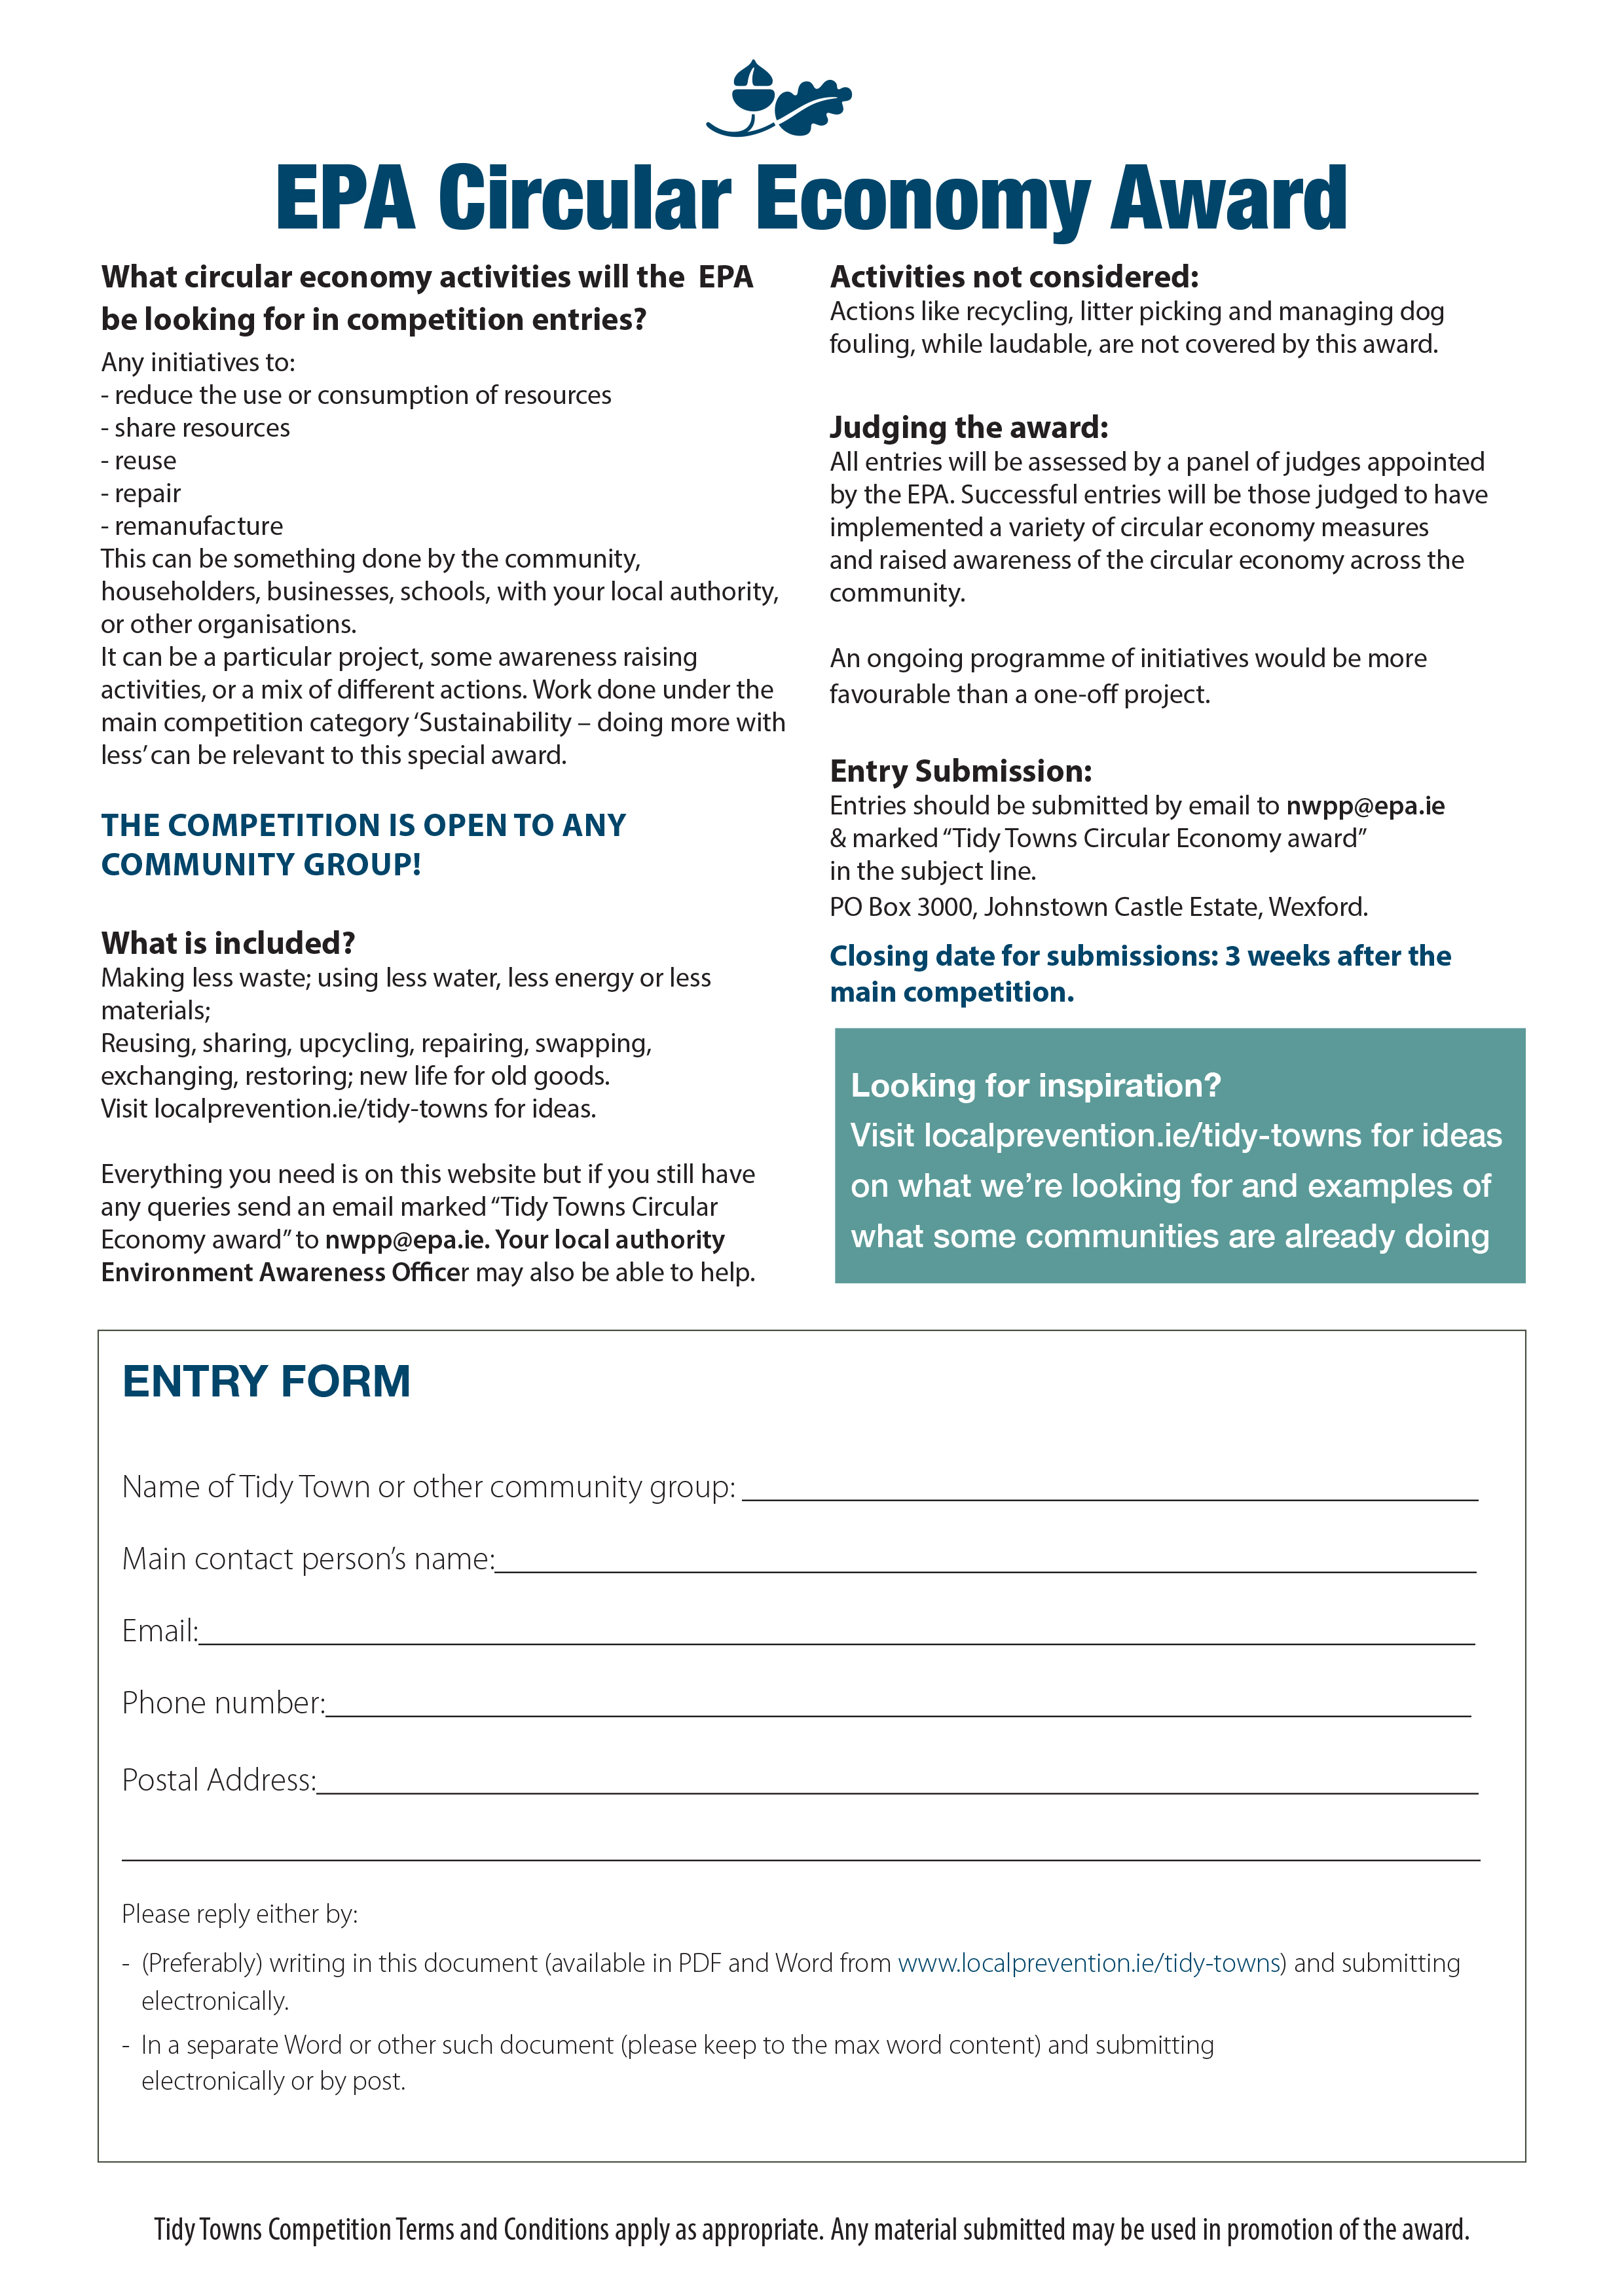 EPA Circular Economy Award
What circular economy activities will the EPA
be looking for in competition entries?
Any initiatives to:
- reduce the use or consumption of resources
- share resources
- reuse
- repair
- remanufacture
This can be something done by the community,
householders, businesses, schools, with your local authority,
or other organisations.
It can be a particular project, some awareness raising
activities, or a mix of different actions. Work done under the
main competition category ‘Sustainability – doing more with
less’ can be relevant to this special award.
THE COMPETITION IS OPEN TO ANY
COMMUNITY GROUP!
What is included?
Making less waste; using less water, less energy or less
materials;
Reusing, sharing, upcycling, repairing, swapping,
exchanging, restoring; new life for old goods.
Visit localprevention.ie/tidy-towns for ideas.
Everything you need is on this website but if you still have
any queries send an email marked “Tidy Towns Circular
Economy award” to nwpp@epa.ie. Your local authority
Environment Awareness Officer may also be able to help.
Activities not considered:
Actions like recycling, litter picking and managing dog
fouling, while laudable, are not covered by this award.
Judging the award:
All entries will be assessed by a panel of judges appointed
by the EPA. Successful entries will be those judged to have
implemented a variety of circular economy measures
and raised awareness of the circular economy across the
community.
An ongoing programme of initiatives would be more
favourable than a one-off project.
Entry Submission:
Entries should be submitted by email to nwpp@epa.ie
& marked “Tidy Towns Circular Economy award”
in the subject line.
PO Box 3000, Johnstown Castle Estate, Wexford.
Closing date for submissions: 3 weeks after the
main competition.
Looking for inspiration?
Visit localprevention.ie/tidy-towns for ideas
on what we’re looking for and examples of
what some communities are already doing
ENTRY FORM
Name of Tidy Town or other community group:
Main contact person’s name:
Email:
Phone number:
Postal Address:
Please reply either by:
- (Preferably) writing in this document (available in PDF and Word from www.localprevention.ie/tidy-towns) and submitting
electronically.
- In a separate Word or other such document (please keep to the max word content) and submitting
electronically or by post.
Tidy Towns Competition Terms and Conditions apply as appropriate. Any material submitted may be used in promotion of the award.